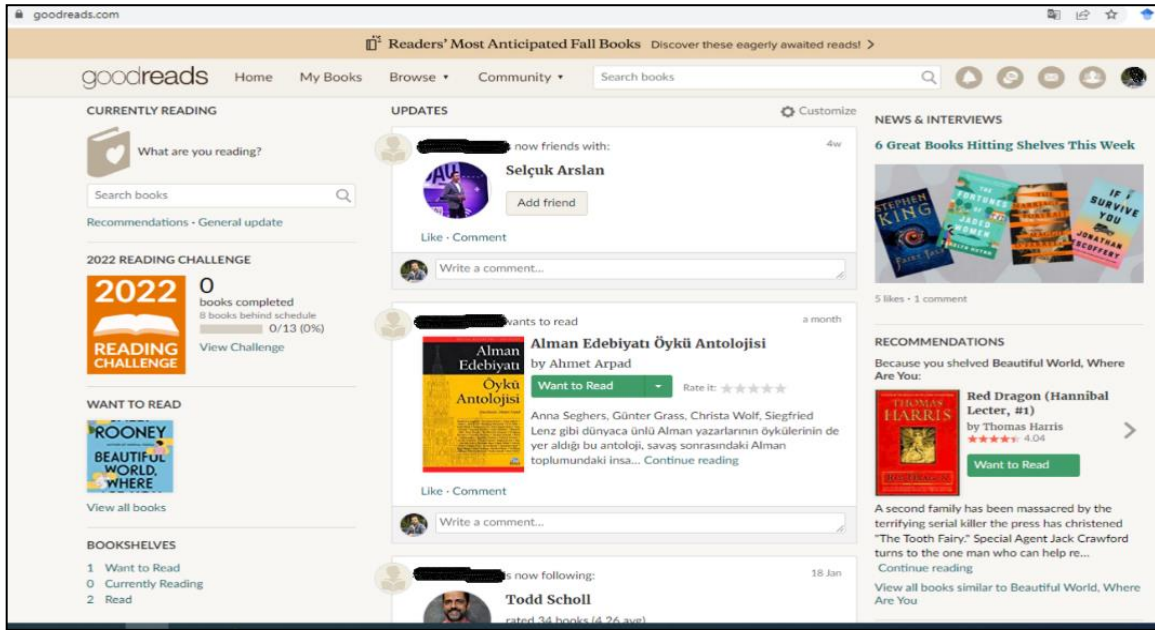 goodreads.com
Readers' Most Anticipated Fall Books Discover these eagerly awaited reads!
goodreads Home My Books Browse Community Search books
CURRENTLY READING
What are you reading?
Search books
Recommendations · General update
2022 READING CHALLENGE
2022
READING
CHALLENGE
0
books completed
8 books behind schedule
0/13 (0%)
View Challenge
WANT TO READ
ROONEY
BEAUTIFUL
WORLD,
WHERE
View all books
BOOKSHELVES
1 Want to Read
0 Currently Reading
2 Read
UPDATES
Customize
now friends with:
4w
Selçuk Arslan
Add friend
Like · Comment
Write a comment...
wants to read
a month
Alman
Edebiyatı
Öykü
Antolojisi
Alman Edebiyatı Öykü Antolojisi
by Ahmet Arpad
Want to Read
Rate it:
Anna Seghers, Günter Grass, Christa Wolf, Siegfried
Lenz gibi dünyaca ünlü Alman yazarlarının öykülerinin de
yer aldığı bu antoloji, savaş sonrasındaki Alman
toplumundaki insa... Continue reading
Like · Comment
Write a comment...
is now following:
18 Jan
Todd Scholl
rated 34 books (4.26 avg)
NEWS & INTERVIEWS
6 Great Books Hitting Shelves This Week
STEPHEN
KING
FAIRY TALE
THE
FORTUNES
OF
JADED
WOMEN
IF I
SURVIVE
YOU
JONATHAN
ESCOFFERY
5 likes · 1 comment
RECOMMENDATIONS
Because you shelved Beautiful World, Where
Are You:
THOMAS
HARRIS
RED DRAGON
Red Dragon (Hannibal
Lecter, #1)
by Thomas Harris
4.04
Want to Read
A second family has been massacred by the
terrifying serial killer the press has christened
"The Tooth Fairy." Special Agent Jack Crawford
turns to the one man who can help re...
Continue reading
View all books similar to Beautiful World, Where
Are You